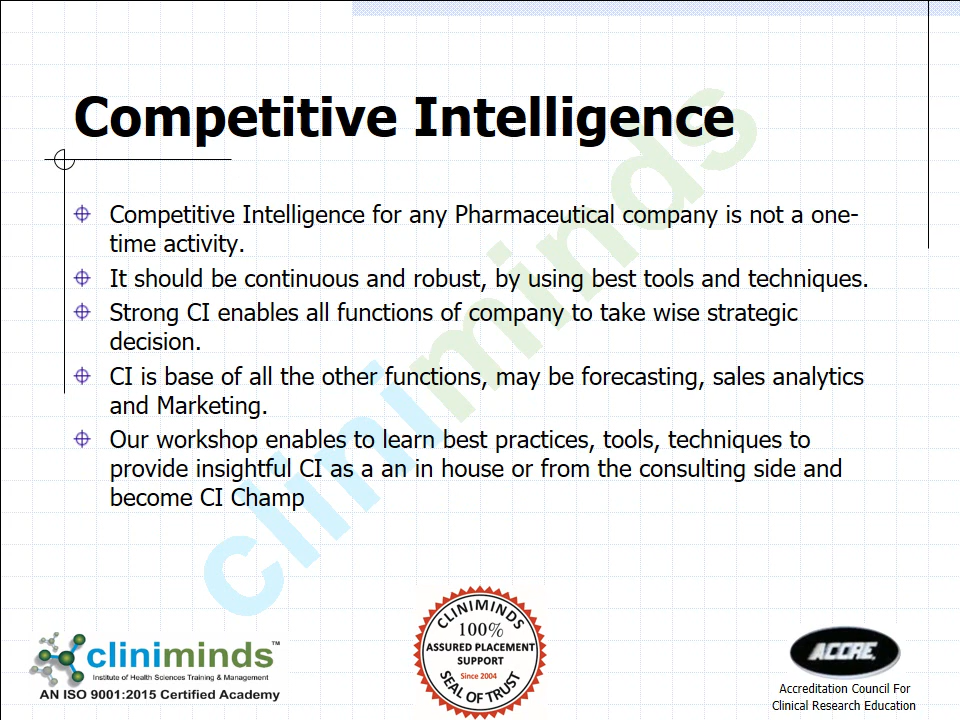 Competitive Intelligence
Competitive Intelligence for any Pharmaceutical company is not a one-
time activity.
It should be continuous and robust, by using best tools and techniques.
Strong CI enables all functions of company to take wise strategic
decision.
CI is base of all the other functions, may be forecasting, sales analytics
and Marketing.
Our workshop enables to learn best practices, tools, techniques to
provide insightful CI as a an in house or from the consulting side and
become CI Champ
cliniminds
cliniminds™
Institute of Health Sciences Training & Management
AN ISO 9001:2015 Certified Academy
CLINIMINDS
100%
ASSURED PLACEMENT
SUPPORT
Since 2004
SEAL OF TRUST
ACCRE
Accreditation Council For
Clinical Research Education